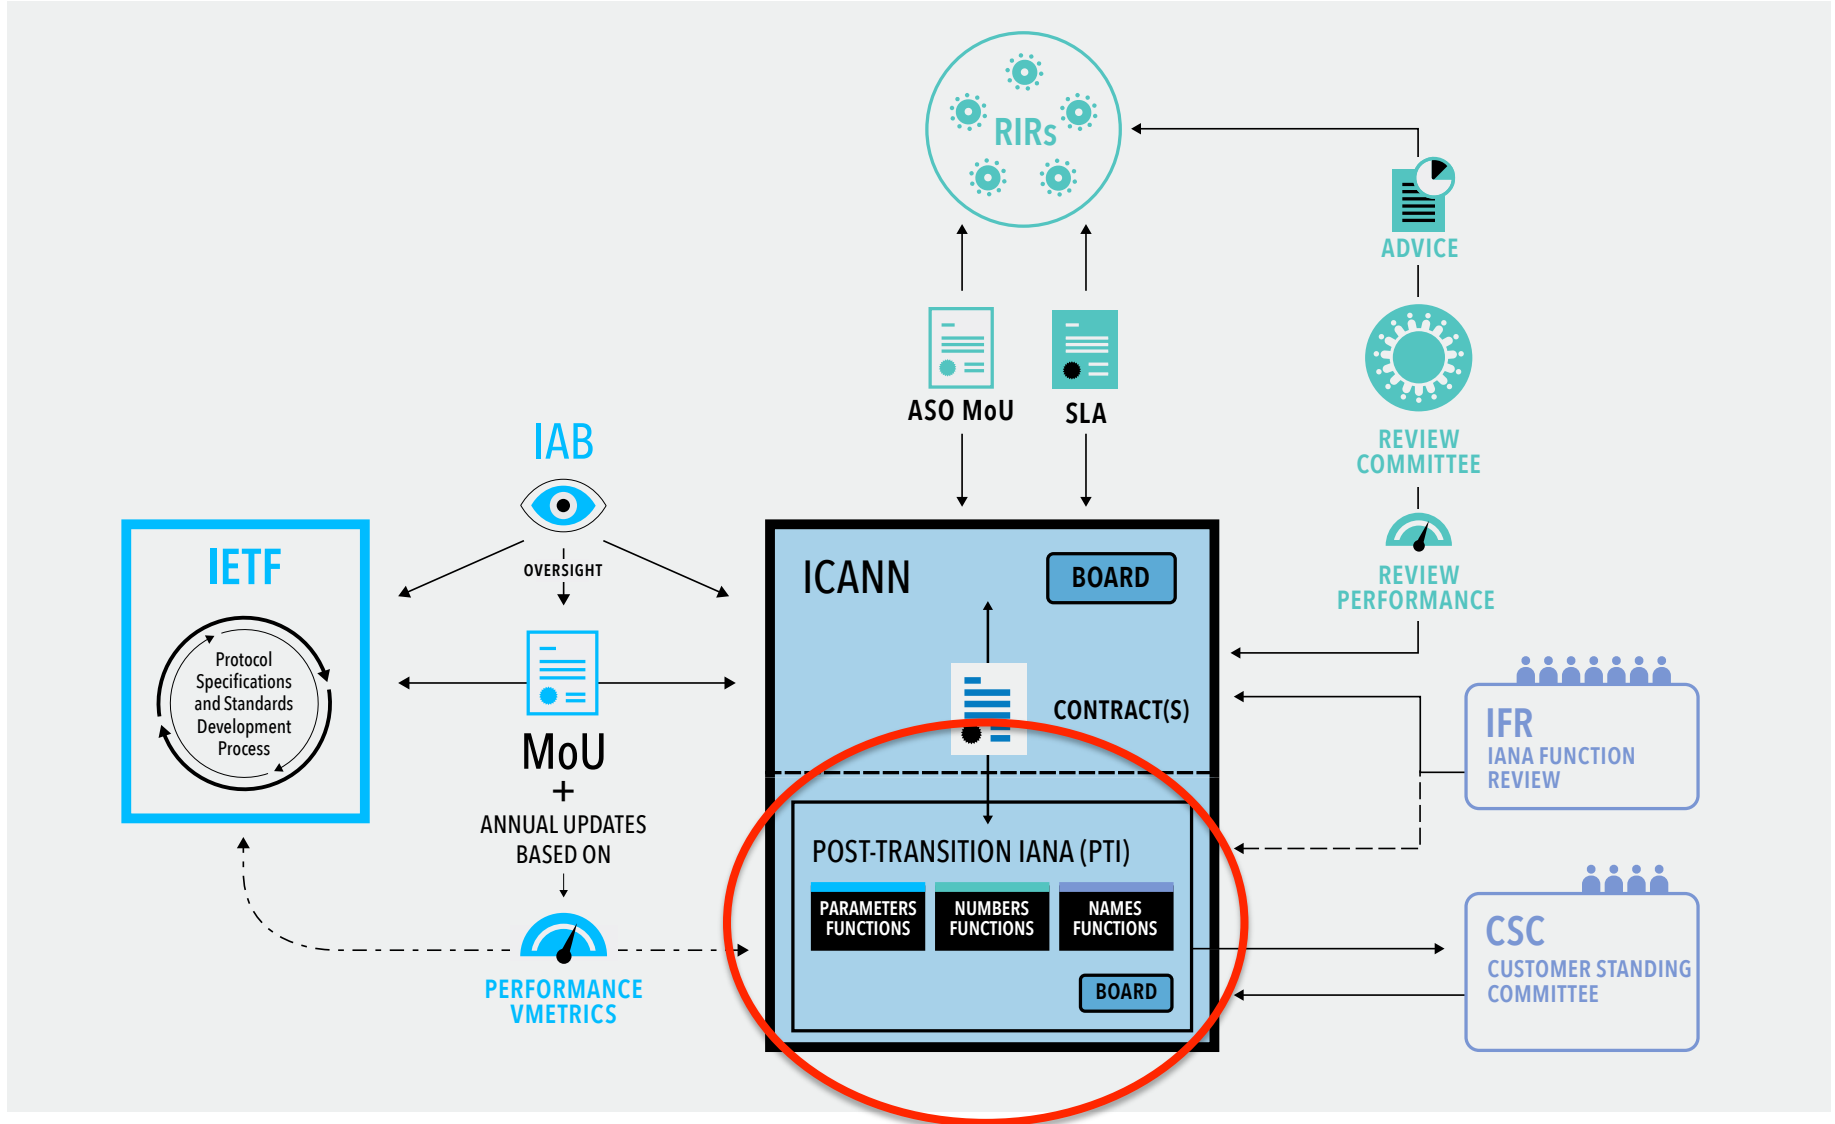 RIRs
ADVICE
ASO MoU
SLA
REVIEW
COMMITTEE
REVIEW
PERFORMANCE
IAB
OVERSIGHT
IETF
Protocol
Specifications
and Standards
Development
Process
MoU
+
ANNUAL UPDATES
BASED ON
PERFORMANCE
VMETRICS
ICANN
BOARD
CONTRACT(S)
POST-TRANSITION IANA (PTI)
PARAMETERS
FUNCTIONS
NUMBERS
FUNCTIONS
NAMES
FUNCTIONS
BOARD
IFR
IANA FUNCTION
REVIEW
CSC
CUSTOMER STANDING
COMMITTEE